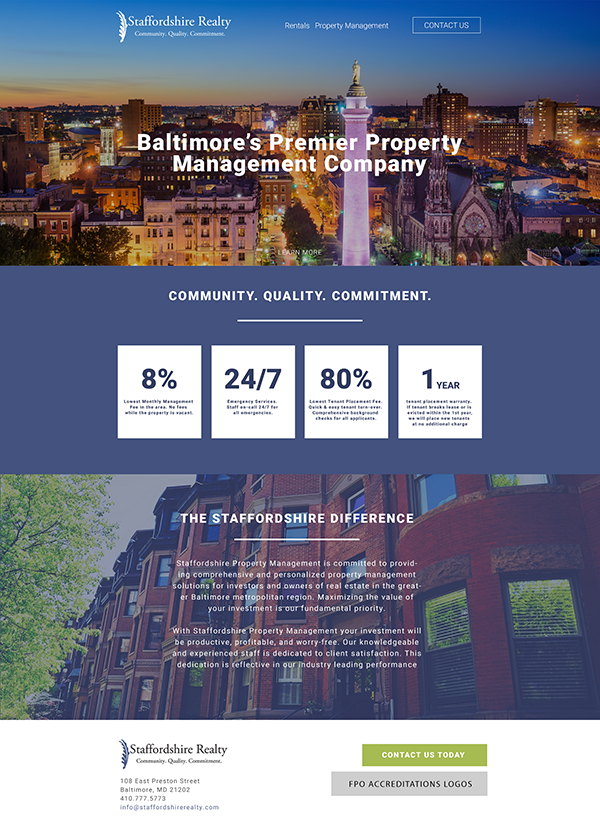 Staffordshire Realty
Community. Quality. Commitment.
Rentals Property Management
CONTACT US
Baltimore's Premier Property
Management Company
LEARN MORE
COMMUNITY. QUALITY. COMMITMENT.
8%
Lowest Monthly Management
Fee in the area. No fees
while the property is vacant.
24/7
Emergency Services.
Staff on-call 24/7 for
all emergencies.
80%
Lowest Tenant Placement Fee.
Quick & easy tenant turn-over.
Comprehensive background
checks for all applicants.
1 YEAR
tenant placement warranty.
If tenant breaks lease or is
evicted within the 1st year,
we will place new tenants
at no additional charge
THE STAFFORDSHIRE DIFFERENCE
Staffordshire Property Management is committed to provid-
ing comprehensive and personalized property management
solutions for investors and owners of real estate in the great-
er Baltimore metropolitan region. Maximizing the value of
your investment is our fundamental priority.
With Staffordshire Property Management your investment will
be productive, profitable, and worry-free. Our knowledgeable
and experienced staff is dedicated to client satisfaction. This
dedication is reflective in our industry leading performance
Staffordshire Realty
Community. Quality. Commitment.
108 East Preston Street
Baltimore, MD 21202
410.777.5773
info@staffordshirerealty.com
CONTACT US TODAY
FPO ACCREDITATIONS LOGOS